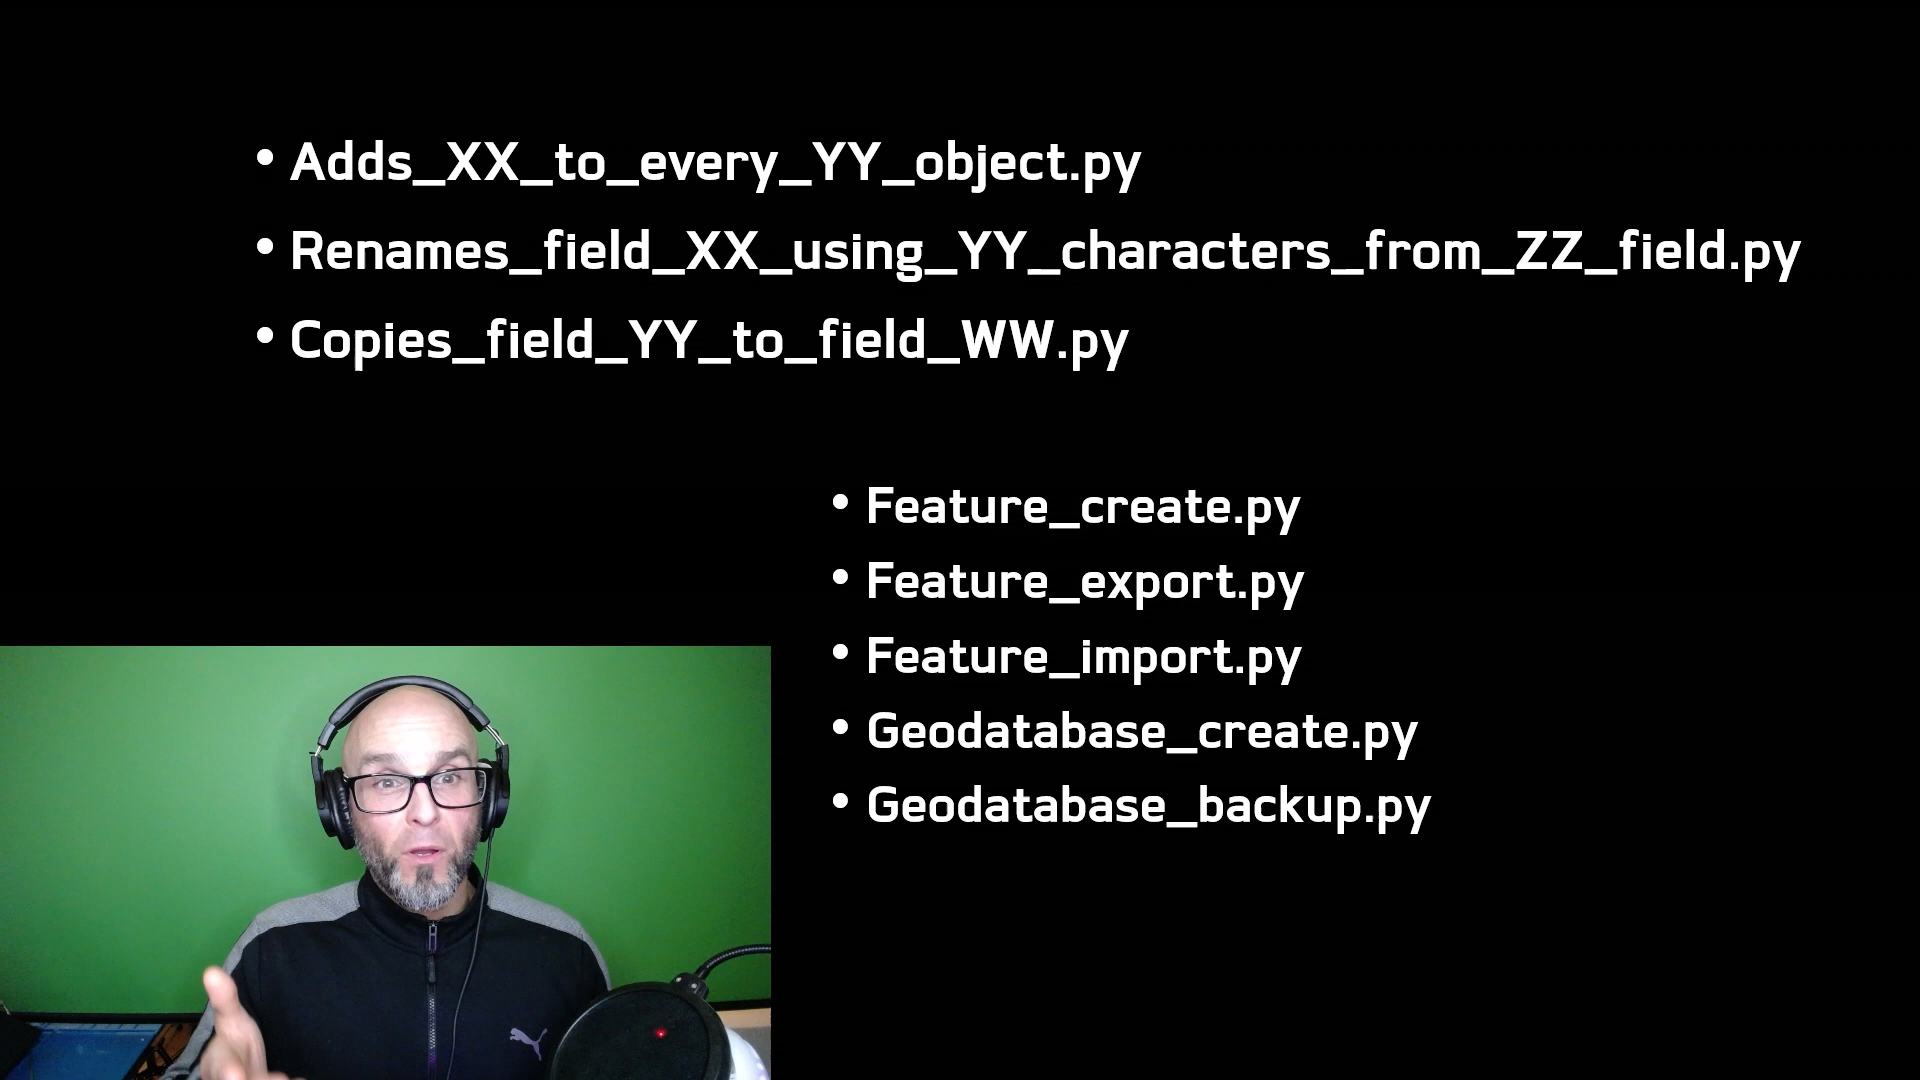 • Adds_XX_to_every_YY_object.py
• Renames_field_XX_using_YY_characters_from_ZZ_field.py
• Copies_field_YY_to_field_WW.py
• Feature_create.py
• Feature_export.py
• Feature_import.py
• Geodatabase_create.py
• Geodatabase_backup.py